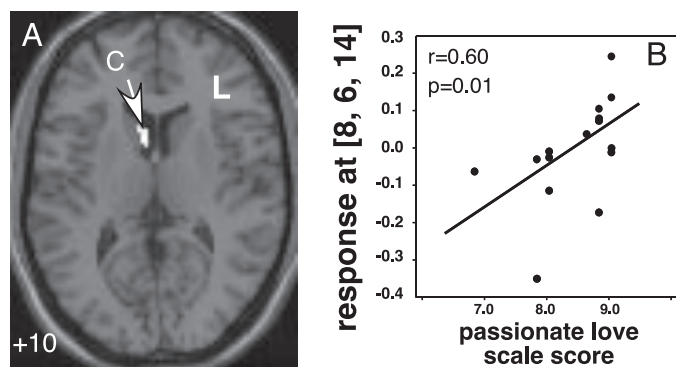 A
C
L
+10
B
r=0.60
p=0.01
response at [8, 6, 14]
0.3
0.2
0.1
0.0
-0.1
-0.2
-0.3
-0.4
7.0 8.0 9.0
passionate love
scale score